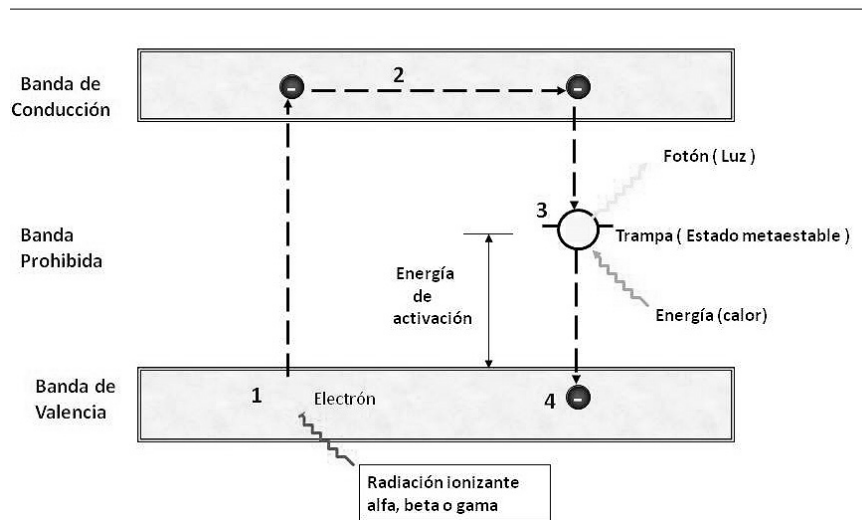 Banda de
Conducción
2
Fotón ( Luz )
3
Trampa ( Estado metaestable )
Banda
Prohibida
Energía
de
activación
Energía (calor)
Banda de
Valencia
1
Electrón
4
Radiación ionizante
alfa, beta o gama